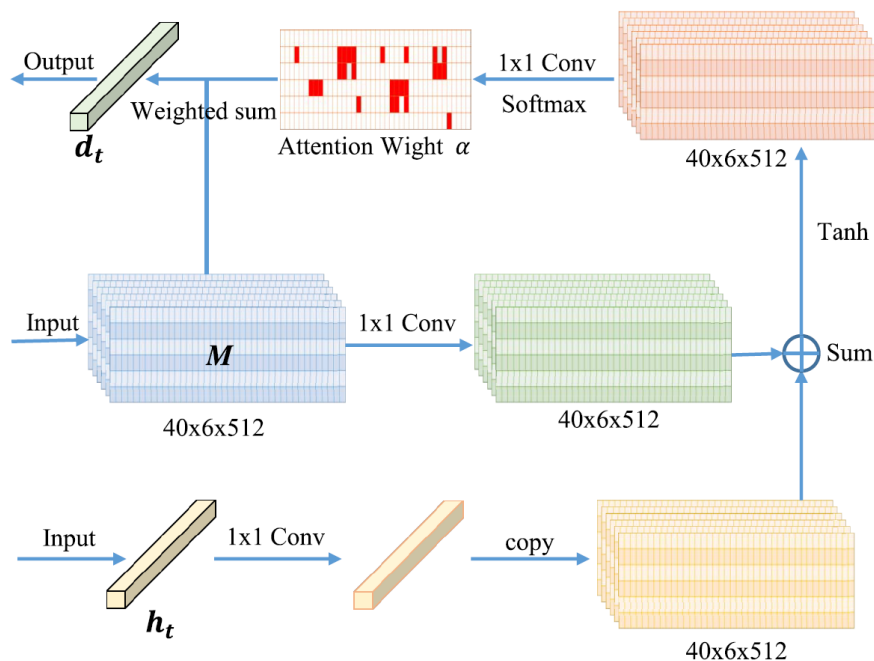 Output
1x1 Conv
Weighted sum
Softmax
d_t
Attention Wight α
40x6x512
Tanh
Input
M
1x1 Conv
Sum
40x6x512
40x6x512
Input
1x1 Conv
copy
h_t
40x6x512